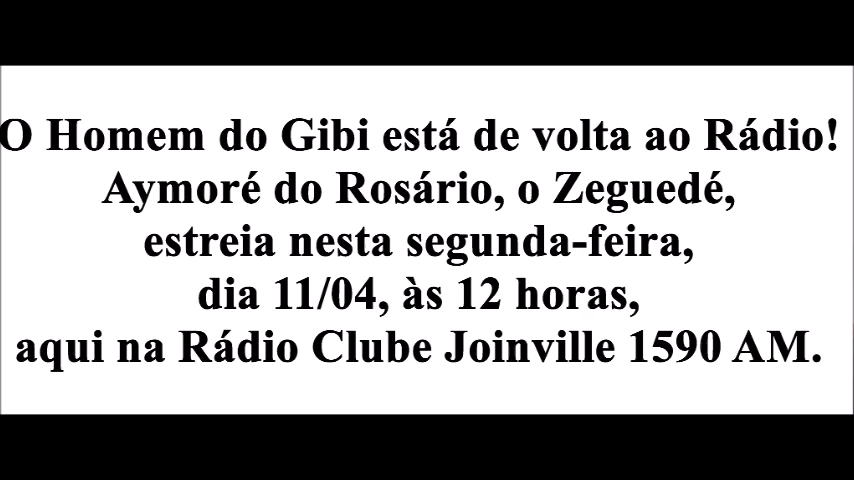 O Homem do Gibi está de volta ao Rádio!
Aymoré do Rosário, o Zeguedé,
estreia nesta segunda-feira,
dia 11/04, às 12 horas,
aqui na Rádio Clube Joinville 1590 AM.